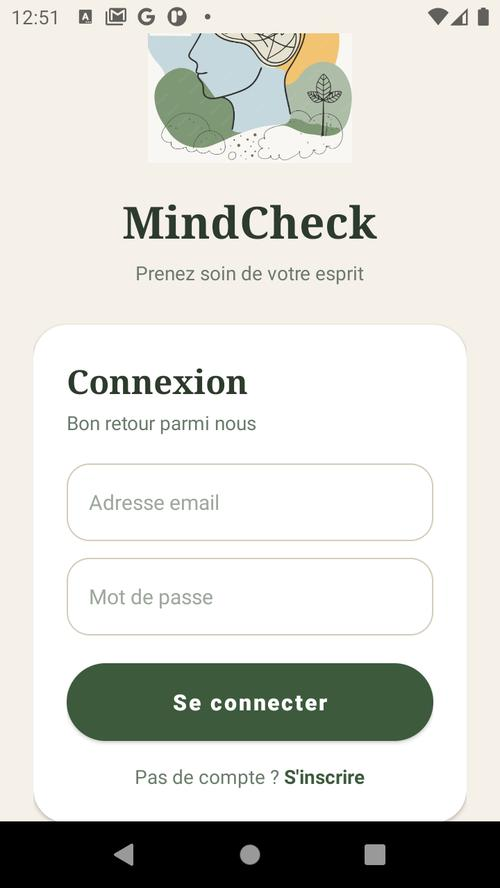 12:51
MindCheck
Prenez soin de votre esprit
Connexion
Bon retour parmi nous
Adresse email
Mot de passe
Se connecter
Pas de compte ? S'inscrire